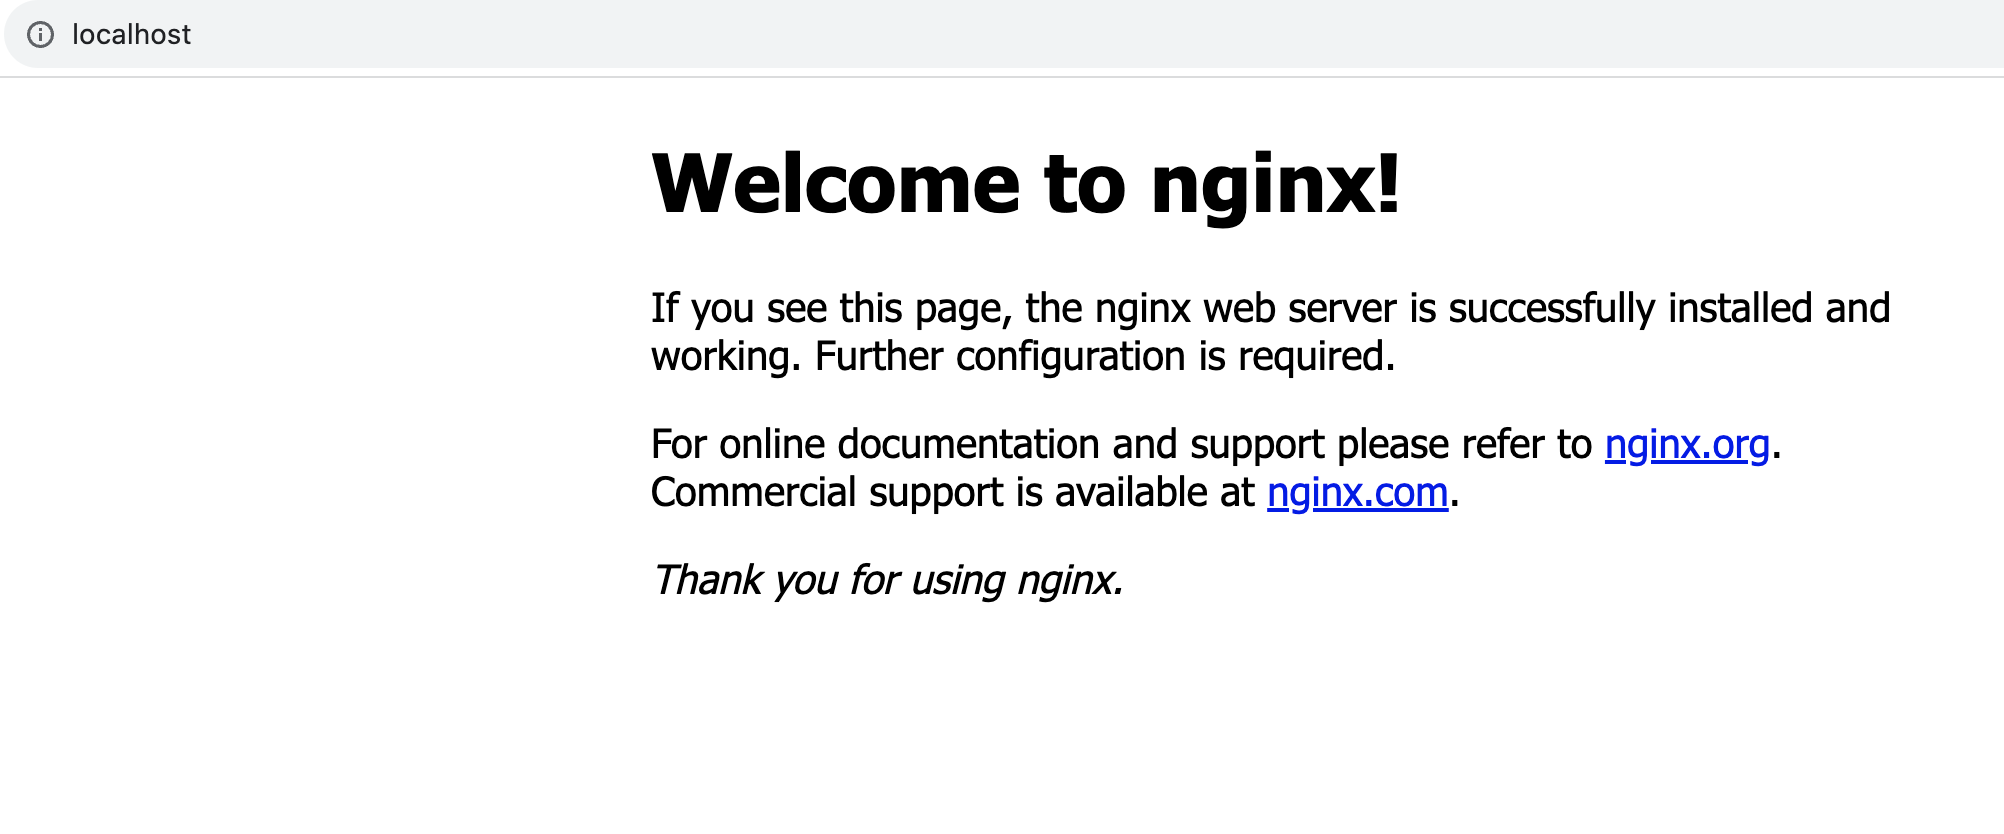 localhost
Welcome to nginx!
If you see this page, the nginx web server is successfully installed and
working. Further configuration is required.
For online documentation and support please refer to nginx.org.
Commercial support is available at nginx.com.
Thank you for using nginx.